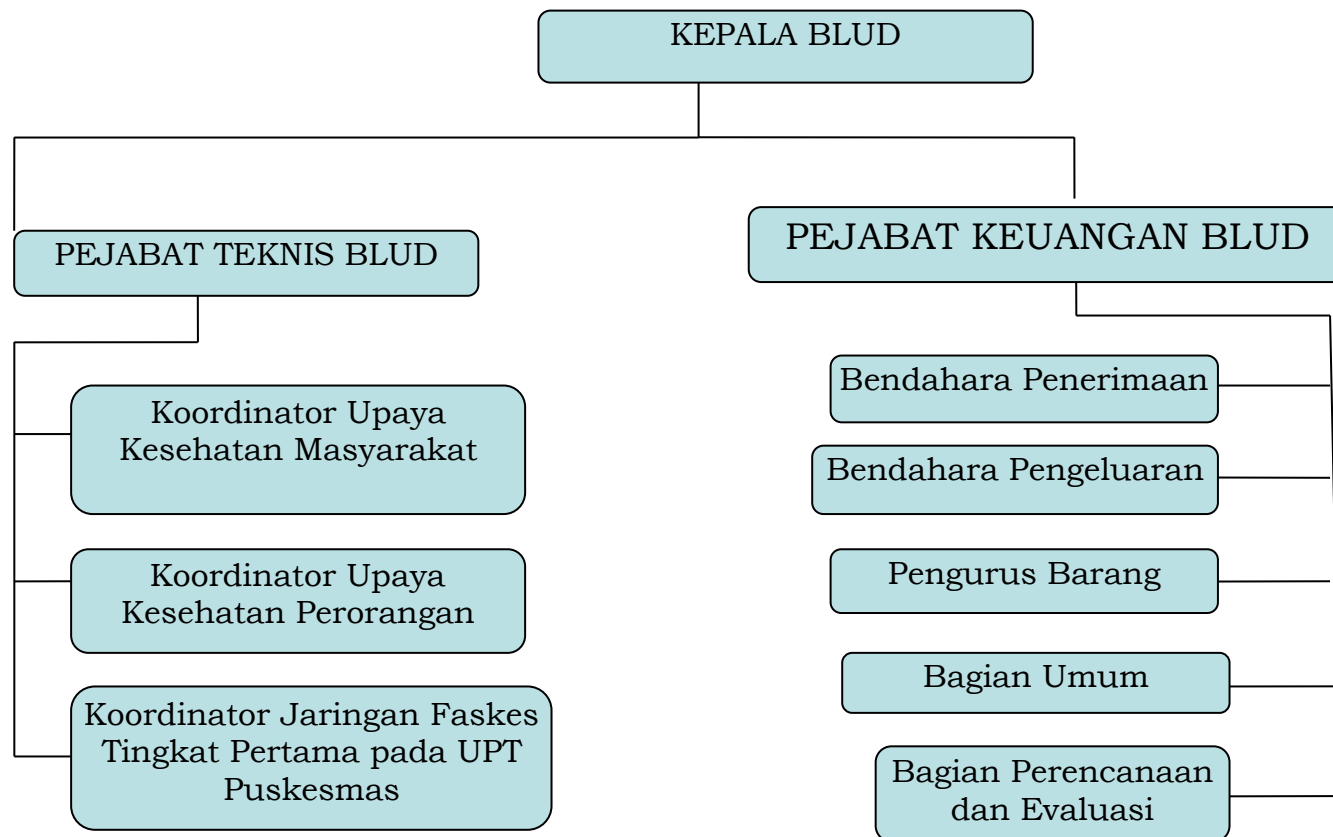 KEPALA BLUD
PEJABAT TEKNIS BLUD
PEJABAT KEUANGAN BLUD
Koordinator Upaya
Kesehatan Masyarakat
Koordinator Upaya
Kesehatan Perorangan
Koordinator Jaringan Faskes
Tingkat Pertama pada UPT
Puskesmas
Bendahara Penerimaan
Bendahara Pengeluaran
Pengurus Barang
Bagian Umum
Bagian Perencanaan
dan Evaluasi